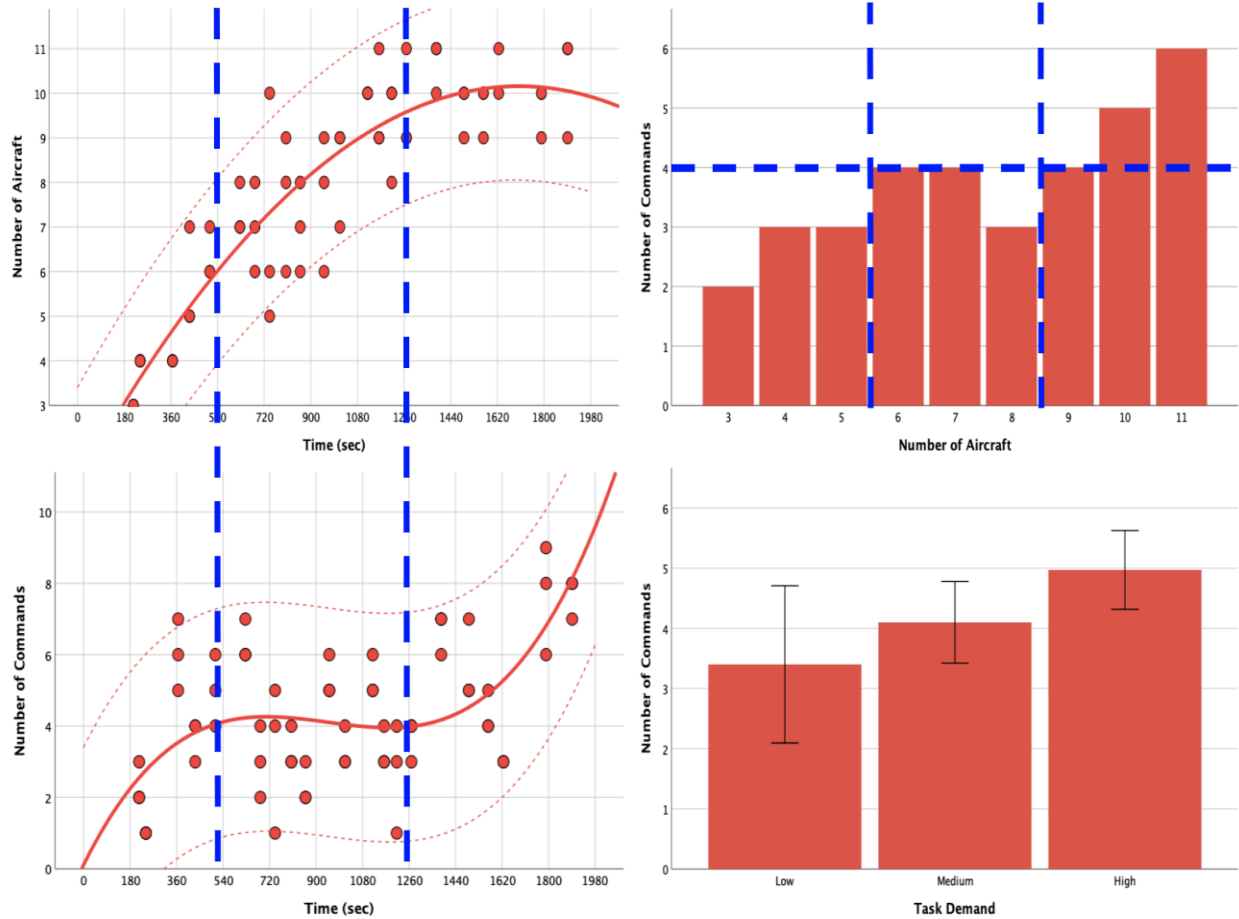 Number of Aircraft
11
10
9
8
7
6
5
4
3
0 180 360 540 720 900 1080 1260 1440 1620 1800 1980
Time (sec)
Number of Commands
6
5
4
3
2
1
0
3 4 5 6 7 8 9 10 11
Number of Aircraft
Number of Commands
10
8
6
4
2
0
0 180 360 540 720 900 1080 1260 1440 1620 1800 1980
Time (sec)
Number of Commands
6
5
4
3
2
1
0
Low Medium High
Task Demand